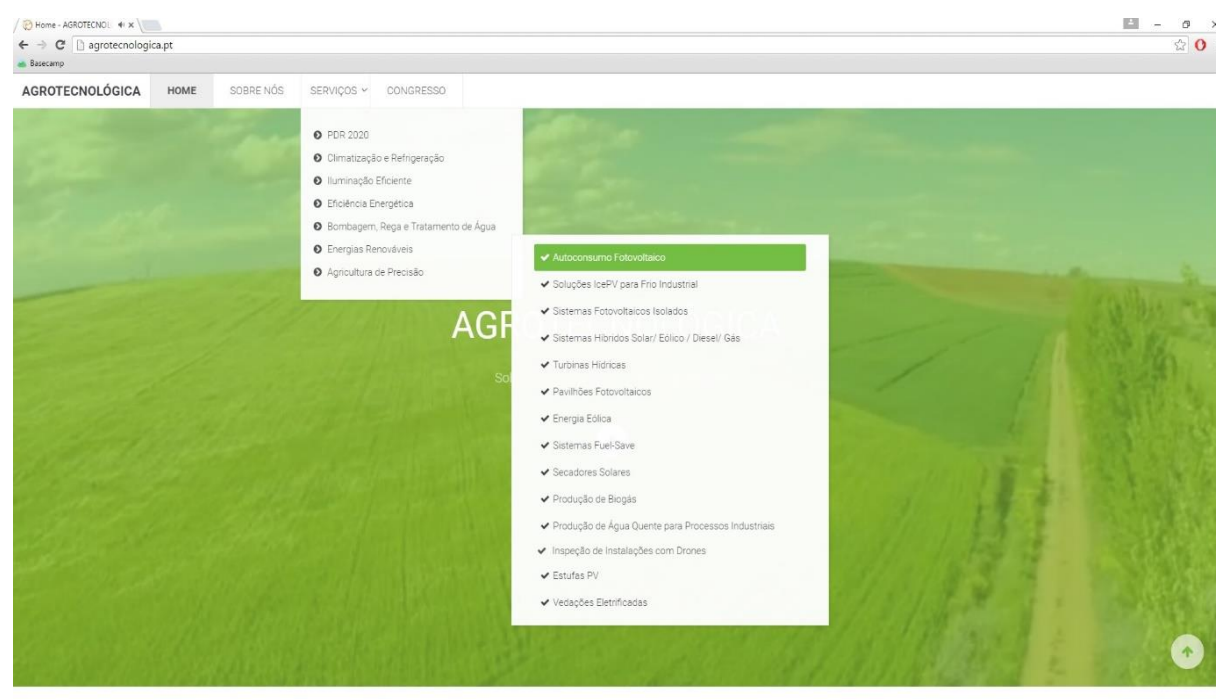 Home - AGROTECNOL
agrotecnologica.pt
Basecamp
AGROTECNOLÓGICA HOME SOBRE NÓS SERVIÇOS CONGRESSO
PDR 2020
Climatização e Refrigeração
Iluminação Eficiente
Eficiência Energética
Bombagem, Rega e Tratamento de Água
Energias Renováveis
Agricultura de Precisão
Autoconsumo Fotovoltaico
Soluções IcePV para Frio Industrial
Sistemas Fotovoltaicos Isolados
Sistemas Híbridos Solar/ Eólico / Diesel/ Gás
Turbinas Hídricas
Pavilhões Fotovoltaicos
Energia Eólica
Sistemas Fuel-Save
Secadores Solares
Produção de Biogás
Produção de Água Quente para Processos Industriais
Inspeção de Instalações com Drones
Estufas PV
Vedações Eletrificadas